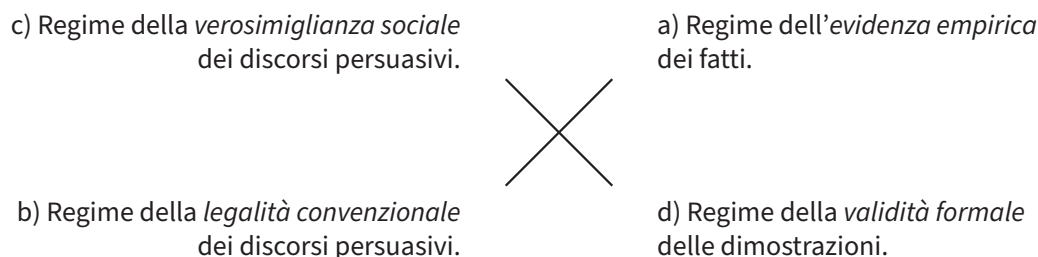 c) Regime della verosimiglianza sociale
dei discorsi persuasivi.
a) Regime dell’evidenza empirica
dei fatti.
b) Regime della legalità convenzionale
dei discorsi persuasivi.
d) Regime della validità formale
delle dimostrazioni.